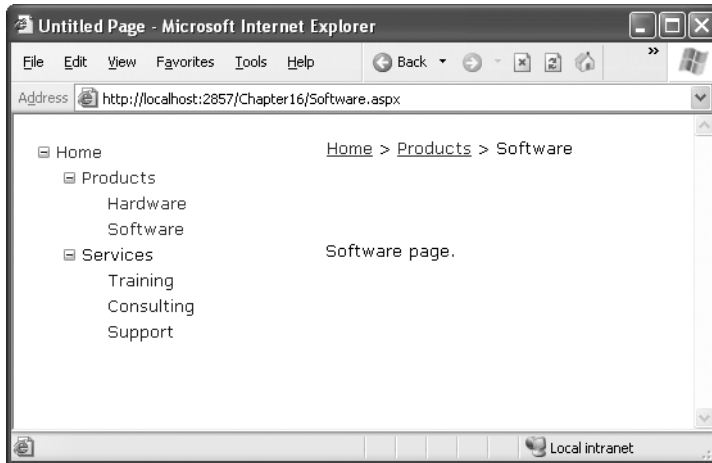 Untitled Page - Microsoft Internet Explorer
File Edit View Favorites Tools Help Back »
Address http://localhost:2857/Chapter16/Software.aspx
Home
Products
Hardware
Software
Services
Training
Consulting
Support
Home > Products > Software
Software page.
Local intranet